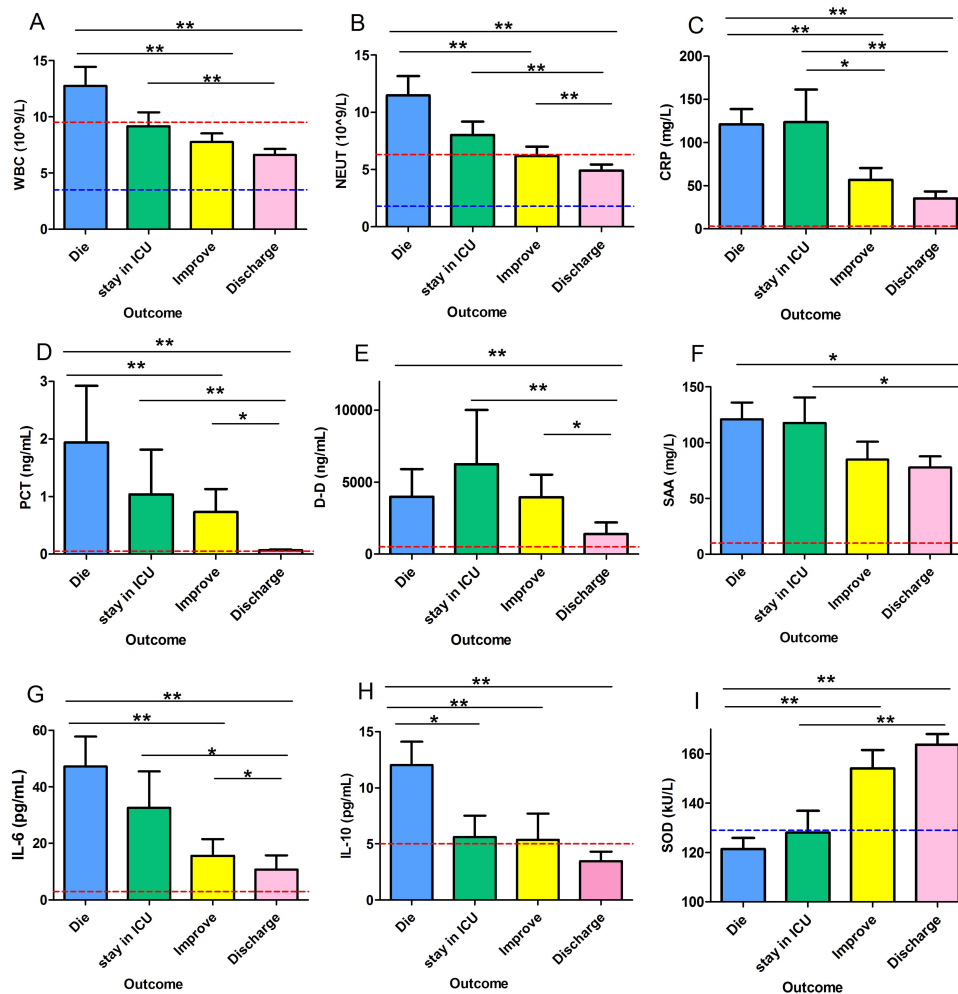 A
**
**
**
WBC (10^9/L)
15
10
5
0
Die
stay in ICU
Improve
Discharge
Outcome
B
**
**
**
**
NEUT (10^9/L)
15
10
5
0
Die
stay in ICU
Improve
Discharge
Outcome
C
**
**
**
*
CRP (mg/L)
200
150
100
50
0
Die
stay in ICU
Improve
Discharge
Outcome
D
**
**
**
*
PCT (ng/mL)
3
2
1
0
Die
stay in ICU
Improve
Discharge
Outcome
E
**
**
*
D-D (ng/mL)
10000
5000
0
Die
stay in ICU
Improve
Discharge
Outcome
F
*
*
SAA (mg/L)
150
100
50
0
Die
stay in ICU
Improve
Discharge
Outcome
G
**
**
*
*
IL-6 (pg/mL)
60
40
20
0
Die
stay in ICU
Improve
Discharge
Outcome
H
**
**
*
IL-10 (pg/mL)
15
10
5
0
Die
stay in ICU
Improve
Discharge
Outcome
I
**
**
**
SOD (kU/L)
160
140
120
100
Die
stay in ICU
Improve
Discharge
Outcome